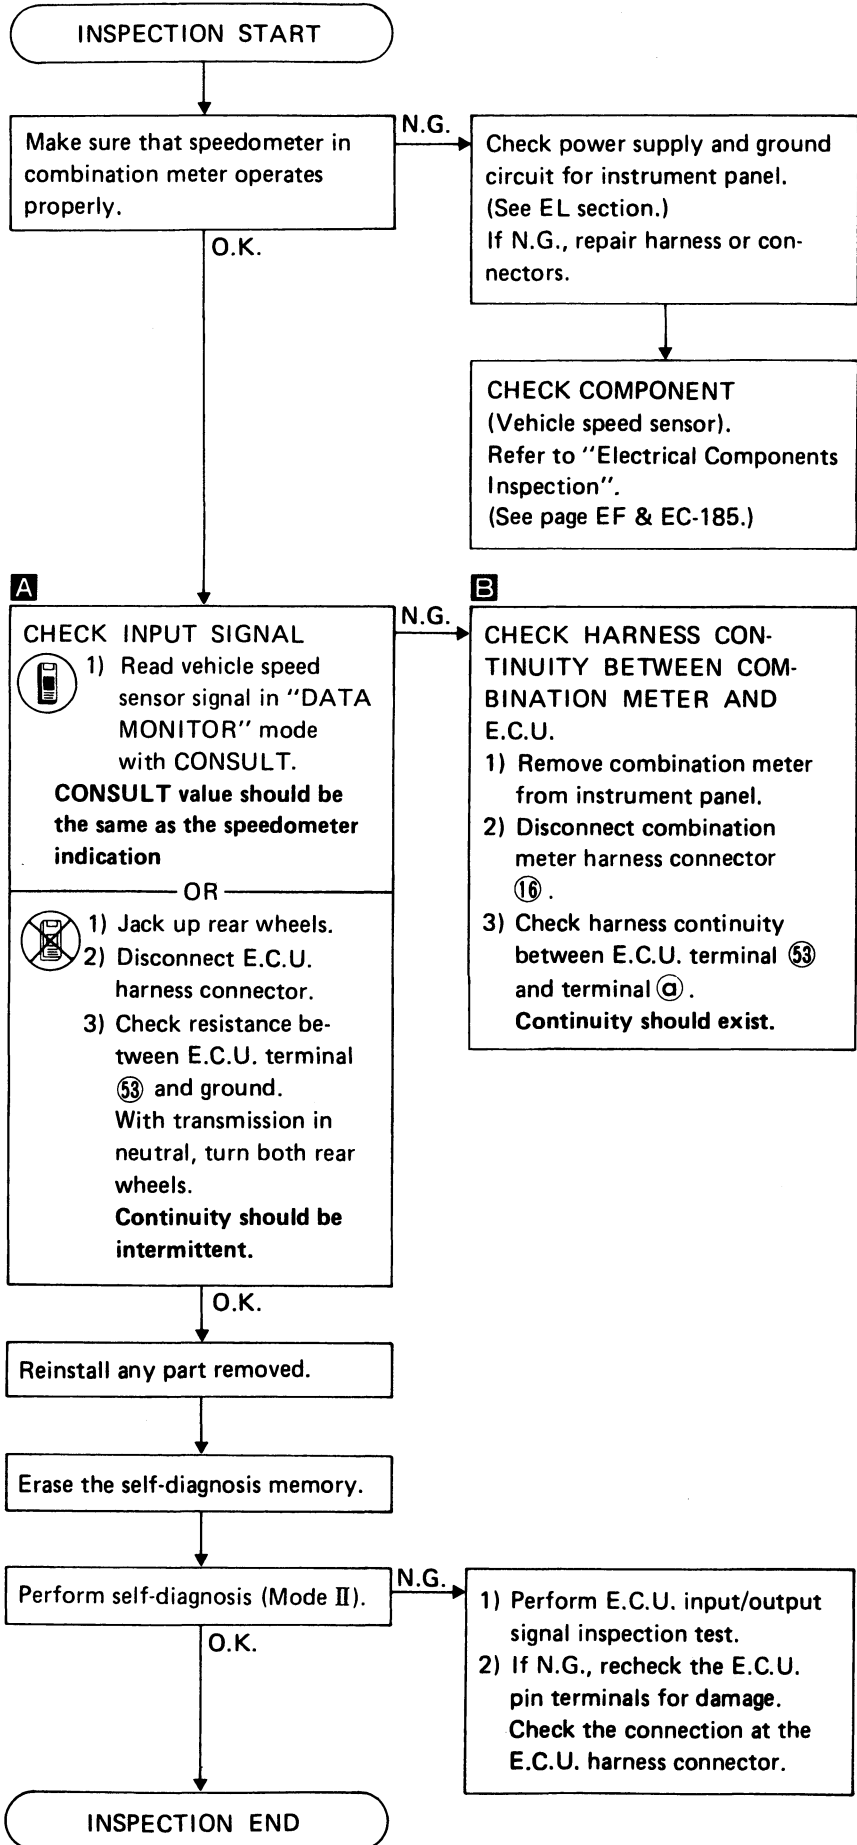 INSPECTION START
Make sure that speedometer in
combination meter operates
properly.
N.G.
Check power supply and ground
circuit for instrument panel.
(See EL section.)
If N.G., repair harness or con-
nectors.
O.K.
CHECK COMPONENT
(Vehicle speed sensor).
Refer to "Electrical Components
Inspection".
(See page EF & EC-185.)
A
CHECK INPUT SIGNAL
1) Read vehicle speed
sensor signal in "DATA
MONITOR" mode
with CONSULT.
CONSULT value should be
the same as the speedometer
indication
OR
1) Jack up rear wheels.
2) Disconnect E.C.U.
harness connector.
3) Check resistance be-
tween E.C.U. terminal
53 and ground.
With transmission in
neutral, turn both rear
wheels.
Continuity should be
intermittent.
N.G.
B
CHECK HARNESS CON-
TINUITY BETWEEN COM-
BINATION METER AND
E.C.U.
1) Remove combination meter
from instrument panel.
2) Disconnect combination
meter harness connector
16 .
3) Check harness continuity
between E.C.U. terminal 53
and terminal a .
Continuity should exist.
O.K.
Reinstall any part removed.
Erase the self-diagnosis memory.
Perform self-diagnosis (Mode II).
N.G.
1) Perform E.C.U. input/output
signal inspection test.
2) If N.G., recheck the E.C.U.
pin terminals for damage.
Check the connection at the
E.C.U. harness connector.
O.K.
INSPECTION END